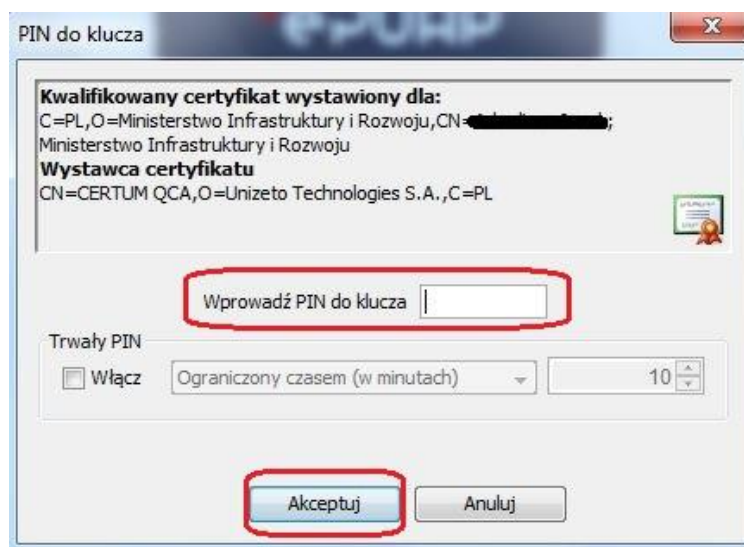 PIN do klucza
ePUAP
Kwalifikowany certyfikat wystawiony dla:
C=PL,O=Ministerstwo Infrastruktury i Rozwoju,CN=
Ministerstwo Infrastruktury i Rozwoju
Wystawca certyfikatu
CN=CERTUM QCA,O=Unizeto Technologies S.A.,C=PL
Wprowadź PIN do klucza
Trwały PIN
Włącz Ograniczony czasem (w minutach) 10
Akceptuj Anuluj